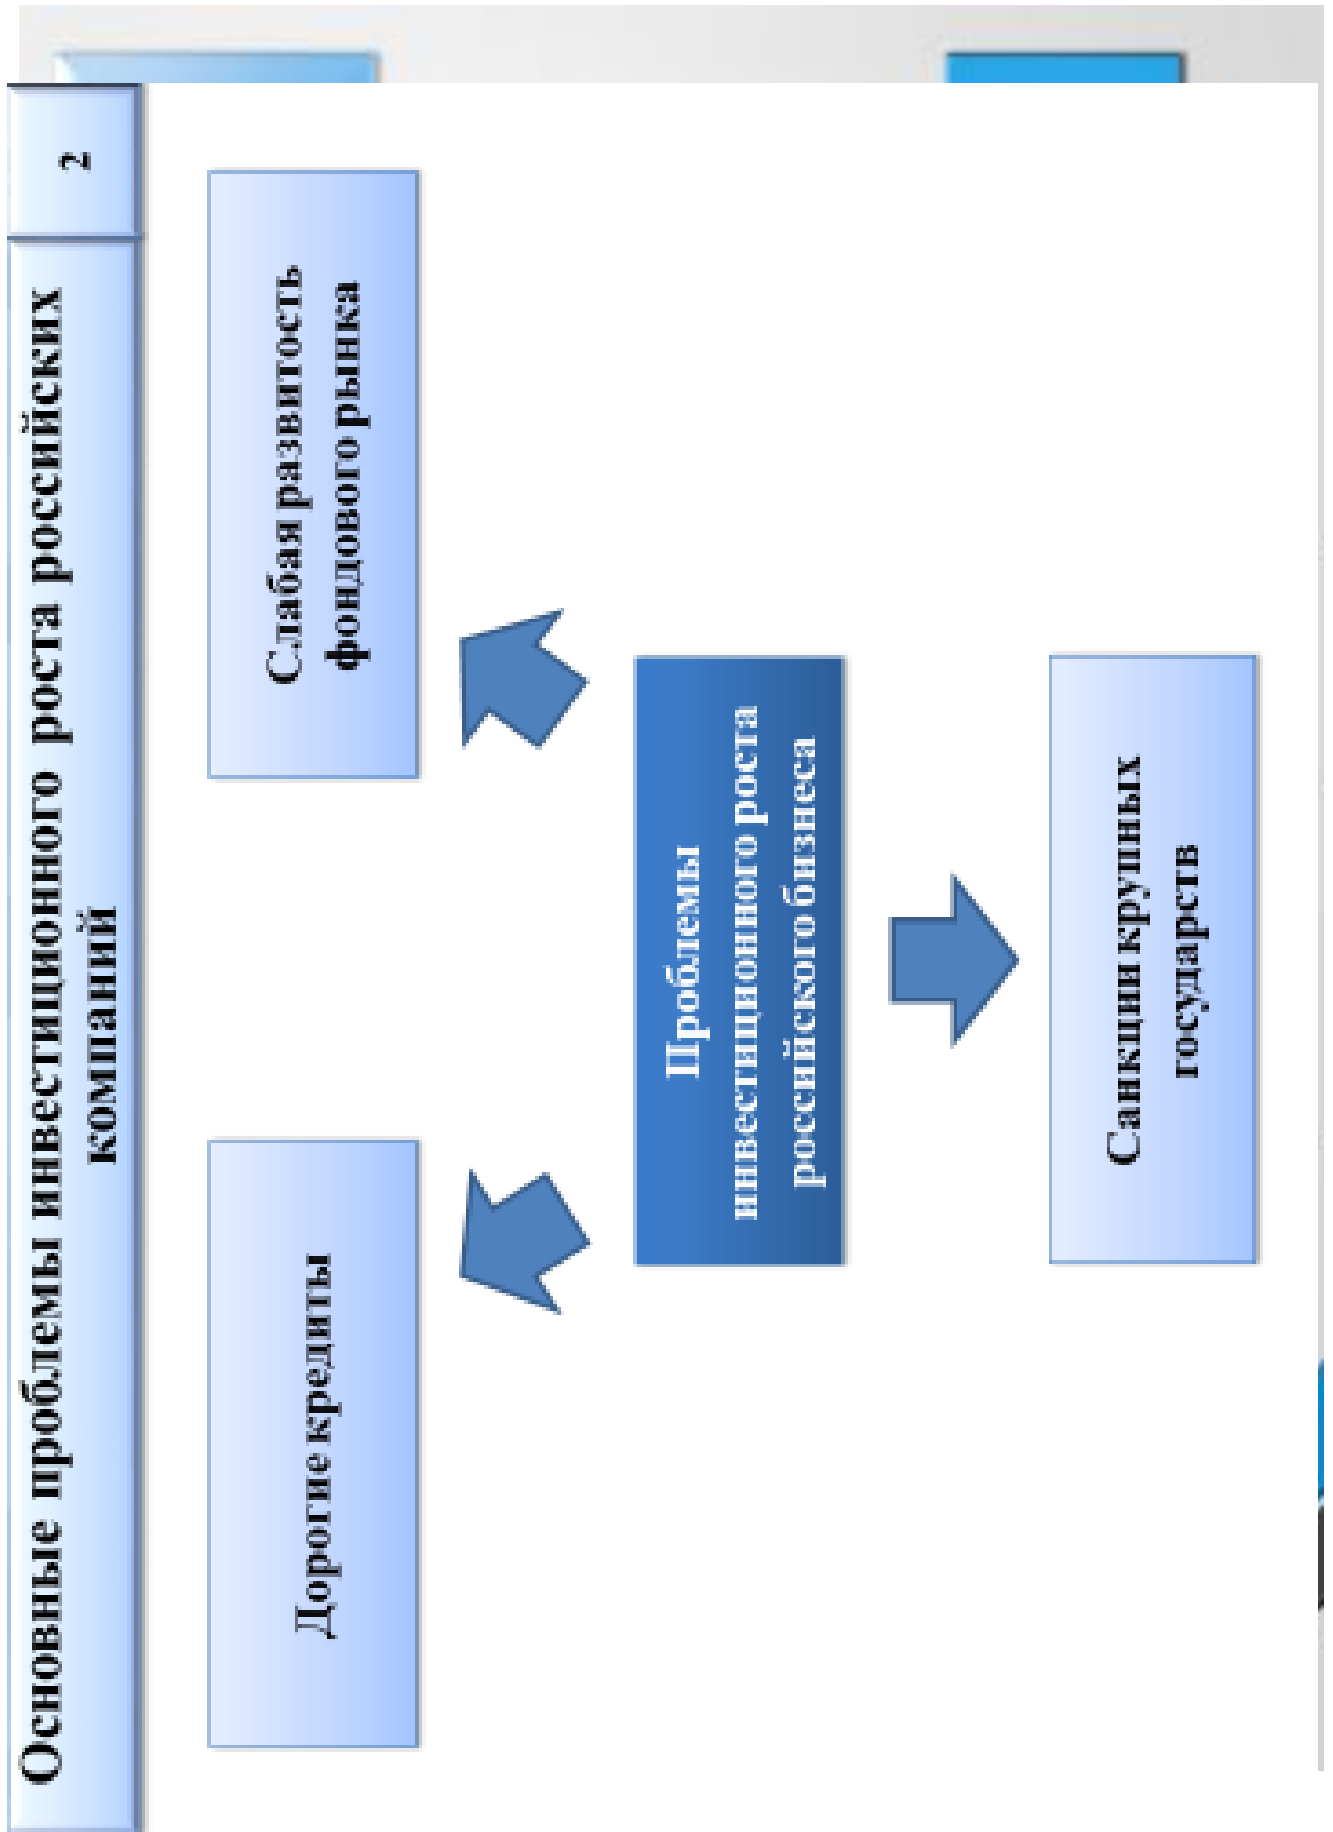 Основные проблемы инвестиционного роста российских
компаний
2
Дорогие кредиты
Слабая развитость
фондового рынка
Проблемы
инвестиционного роста
российского бизнеса
Санкции крупных
государств